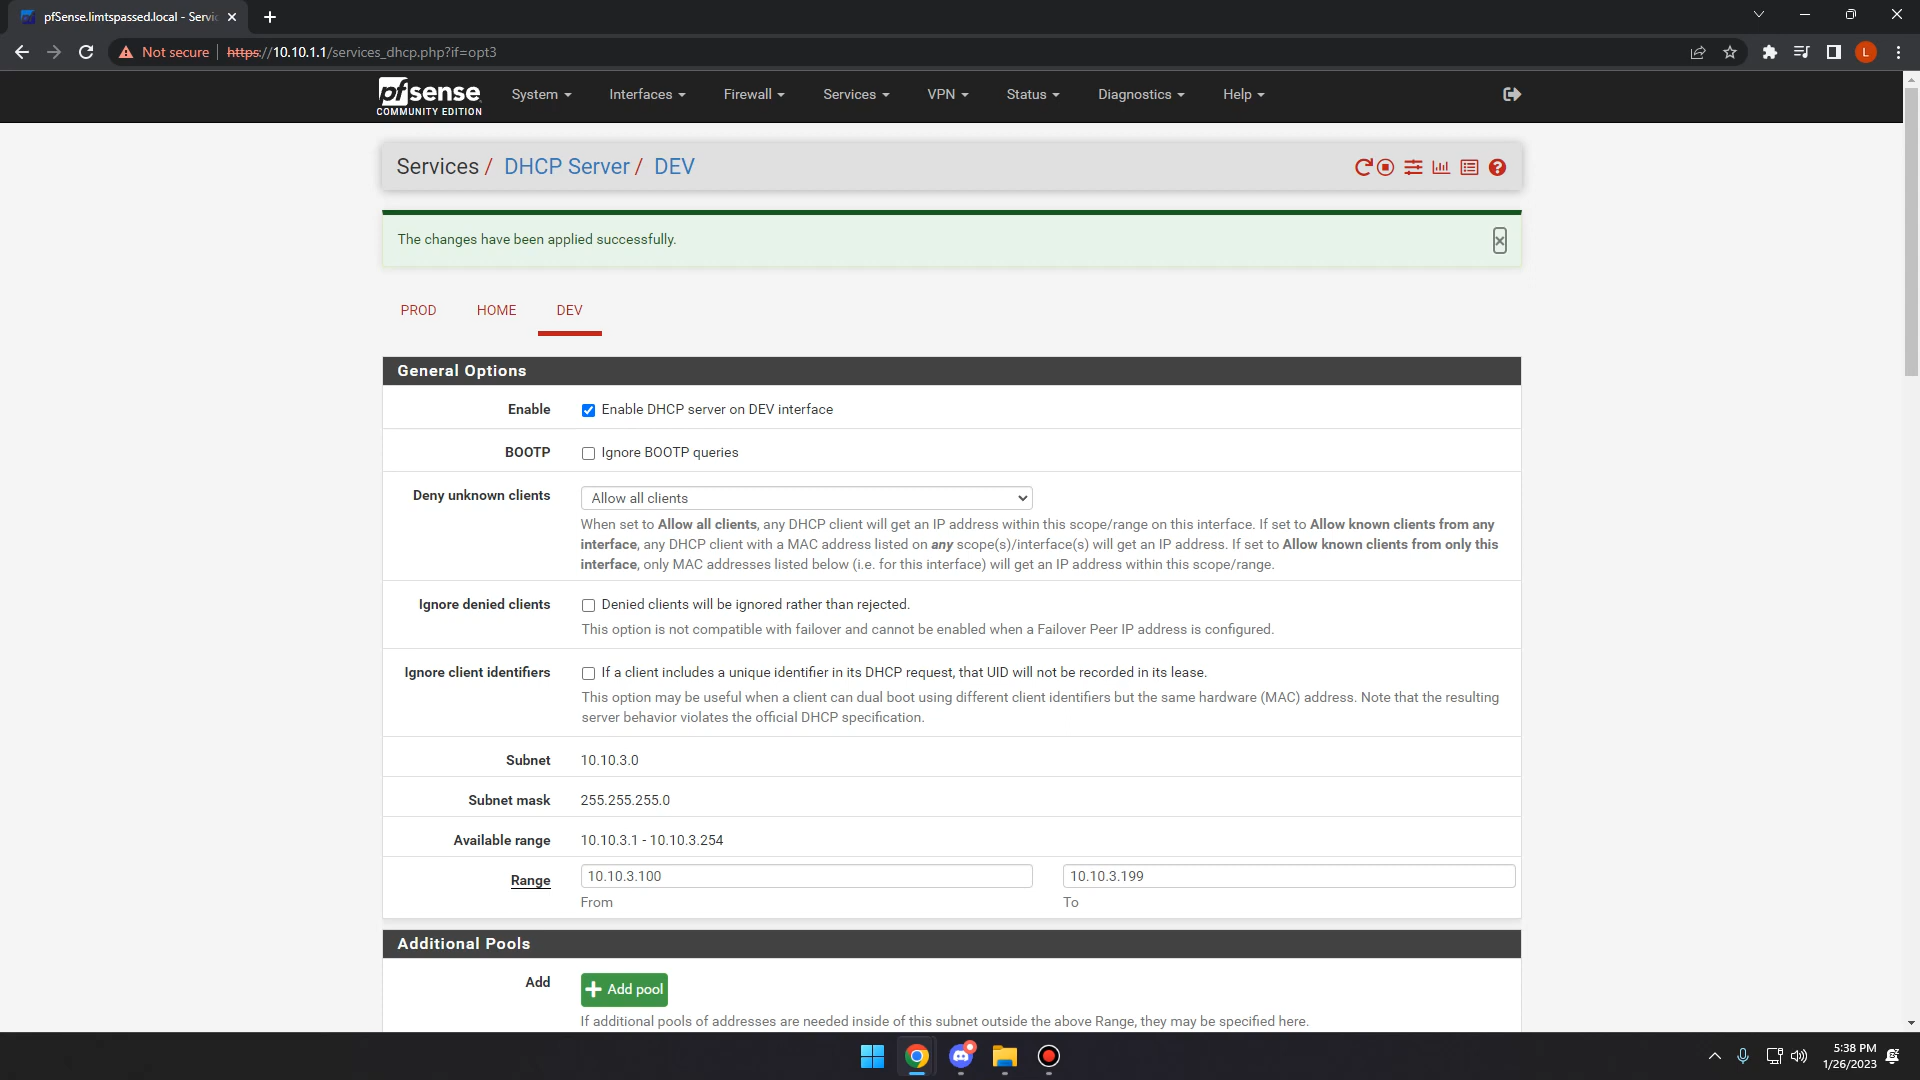 pfSense.limtspassed.local - Servic
Not secure https://10.10.1.1/services_dhcp.php?if=opt3
L
pfsense
COMMUNITY EDITION
System Interfaces Firewall Services VPN Status Diagnostics Help
Services / DHCP Server / DEV
The changes have been applied successfully.
PROD HOME DEV
General Options
Enable Enable DHCP server on DEV interface
BOOTP Ignore BOOTP queries
Deny unknown clients Allow all clients
When set to Allow all clients, any DHCP client will get an IP address within this scope/range on this interface. If set to Allow known clients from any
interface, any DHCP client with a MAC address listed on any scope(s)/interface(s) will get an IP address. If set to Allow known clients from only this
interface, only MAC addresses listed below (i.e. for this interface) will get an IP address within this scope/range.
Ignore denied clients Denied clients will be ignored rather than rejected.
This option is not compatible with failover and cannot be enabled when a Failover Peer IP address is configured.
Ignore client identifiers If a client includes a unique identifier in its DHCP request, that UID will not be recorded in its lease.
This option may be useful when a client can dual boot using different client identifiers but the same hardware (MAC) address. Note that the resulting
server behavior violates the official DHCP specification.
Subnet 10.10.3.0
Subnet mask 255.255.255.0
Available range 10.10.3.1 - 10.10.3.254
Range 10.10.3.100 10.10.3.199
From To
Additional Pools
Add Add pool
If additional pools of addresses are needed inside of this subnet outside the above Range, they may be specified here.
5:38 PM
1/26/2023